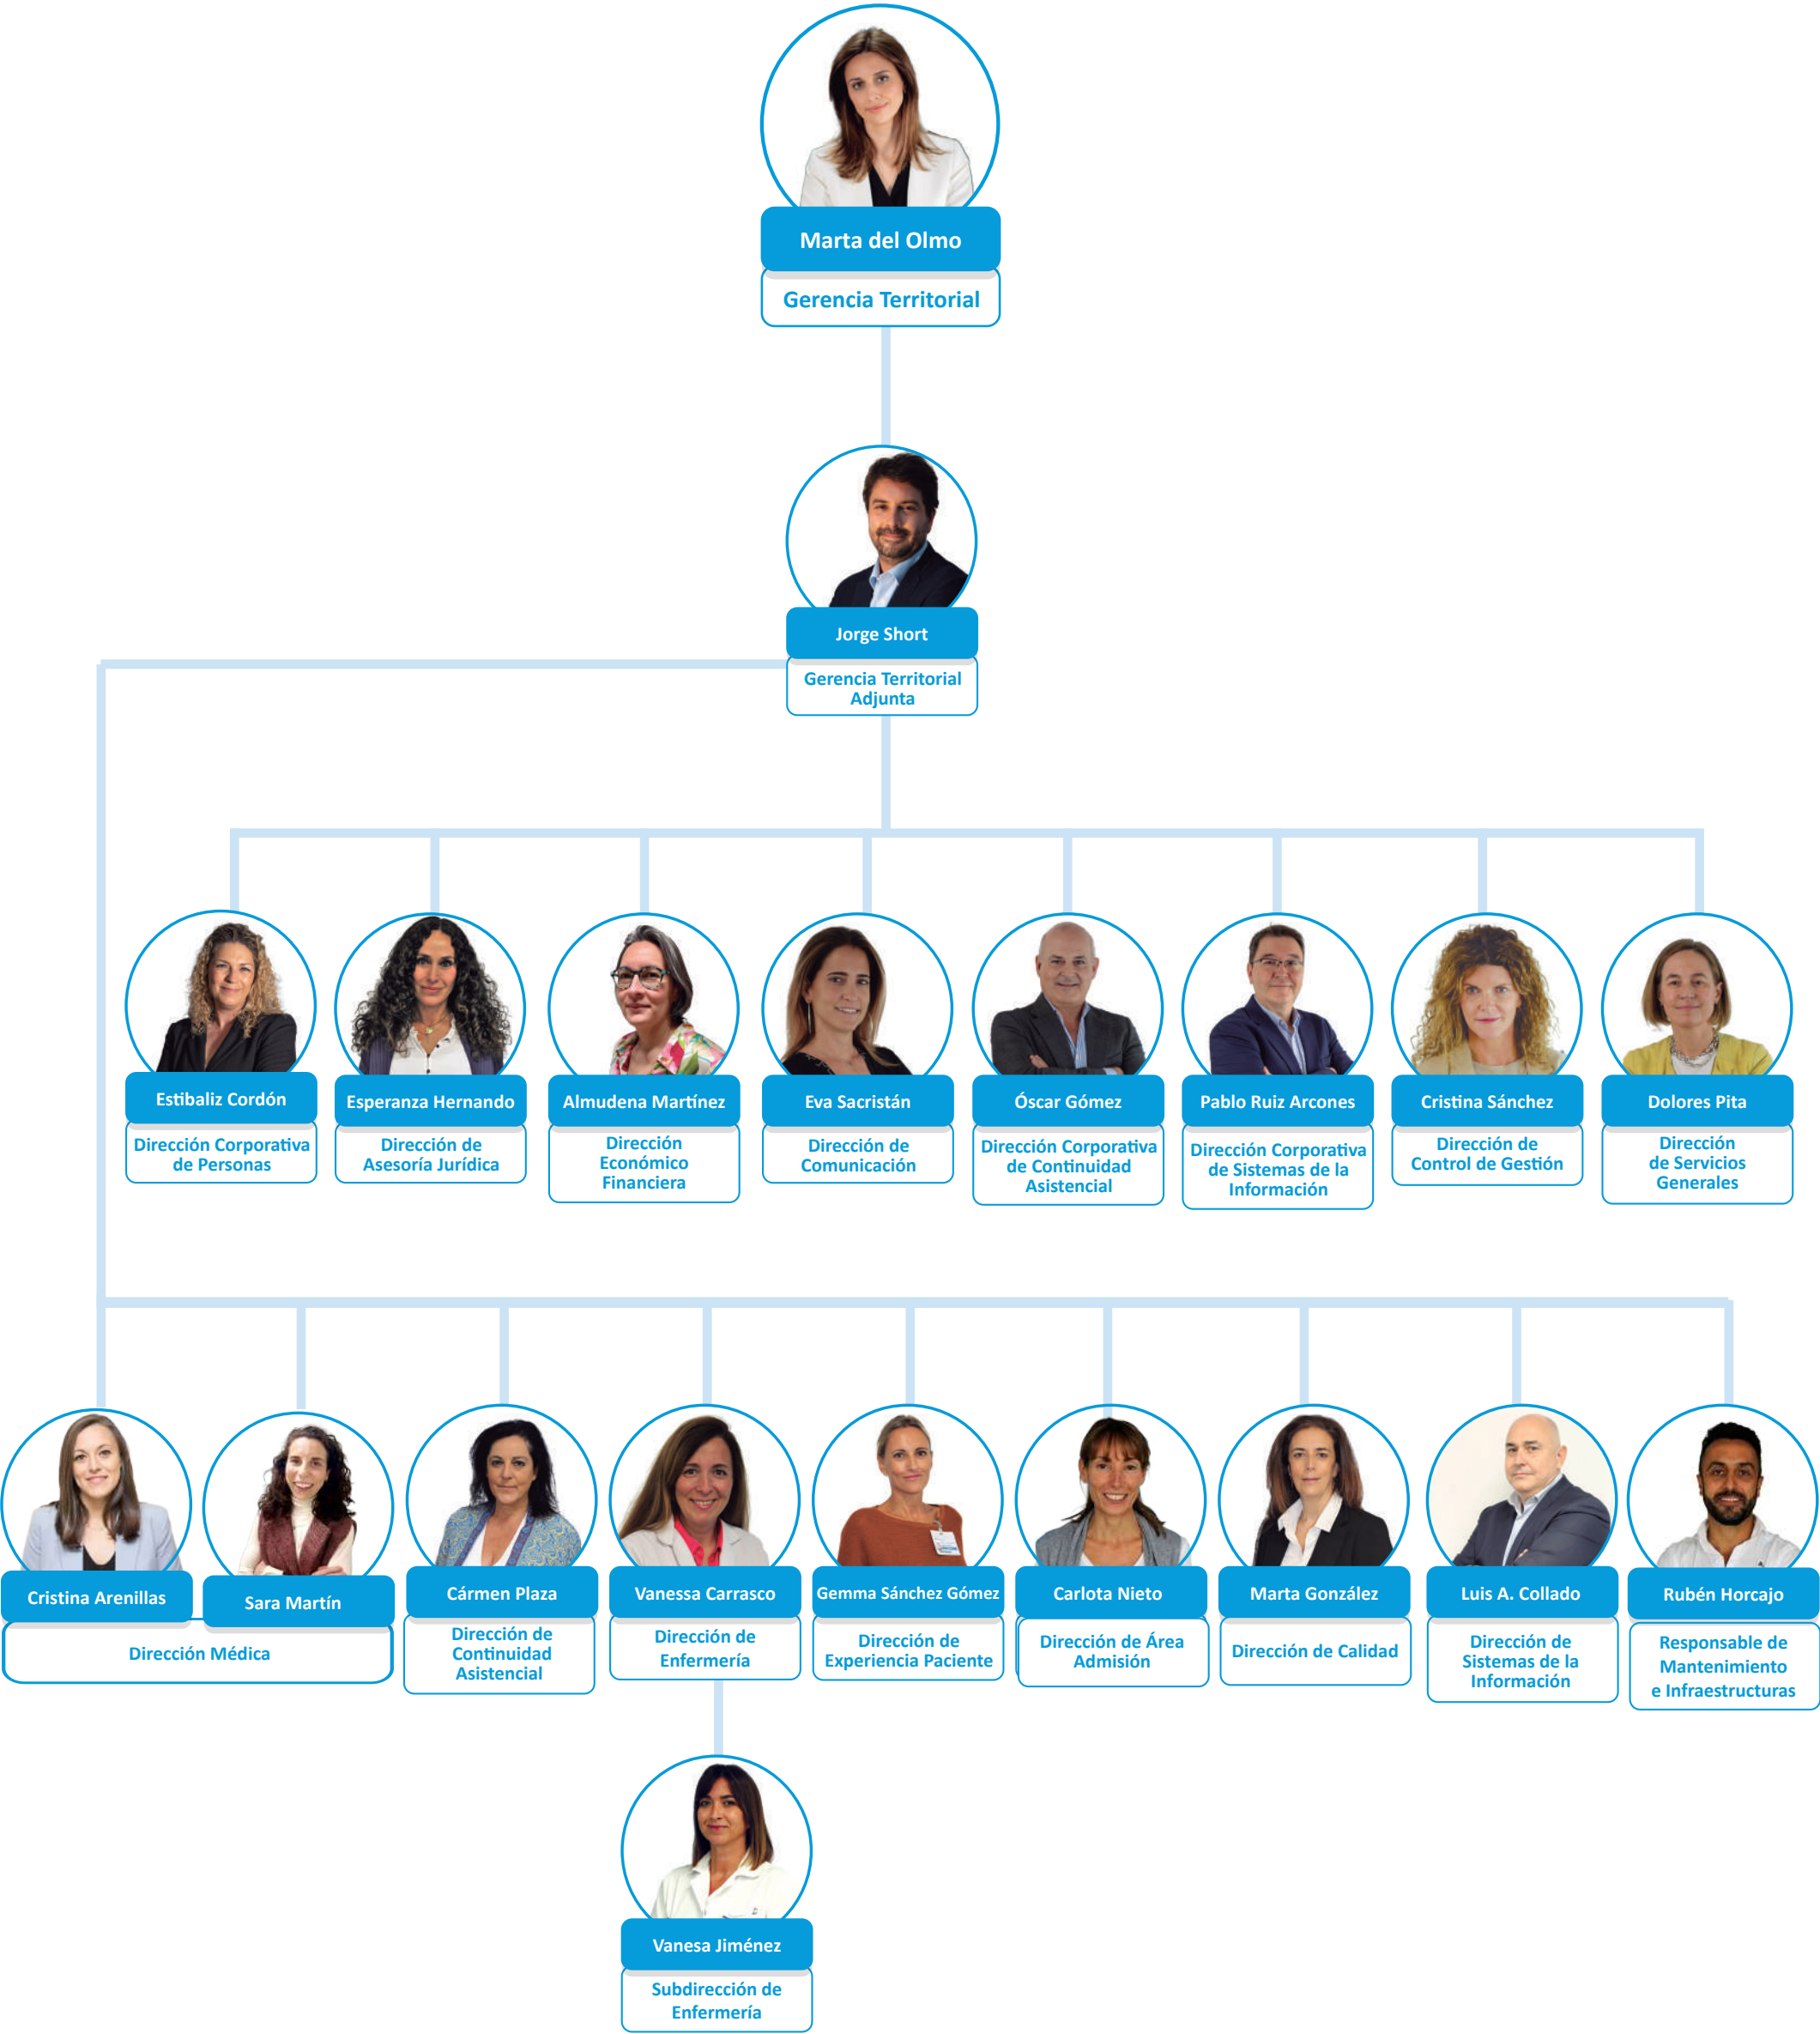 Marta del Olmo
Gerencia Territorial
Jorge Short
Gerencia Territorial
Adjunta
Estibaliz Cordón
Dirección Corporativa
de Personas
Esperanza Hernando
Dirección de
Asesoría Jurídica
Almudena Martínez
Dirección
Económico
Financiera
Eva Sacristán
Dirección de
Comunicación
Óscar Gómez
Dirección Corporativa
de Continuidad
Asistencial
Pablo Ruiz Arcones
Dirección Corporativa
de Sistemas de la
Información
Cristina Sánchez
Dirección de
Control de Gestión
Dolores Pita
Dirección
de Servicios
Generales
Cristina Arenillas
Sara Martín
Dirección Médica
Cármen Plaza
Dirección de
Continuidad
Asistencial
Vanessa Carrasco
Dirección de
Enfermería
Gemma Sánchez Gómez
Dirección de
Experiencia Paciente
Carlota Nieto
Dirección de Área
Admisión
Marta González
Dirección de Calidad
Luis A. Collado
Dirección de
Sistemas de la
Información
Rubén Horcajo
Responsable de
Mantenimiento
e Infraestructuras
Vanesa Jiménez
Subdirección de
Enfermería